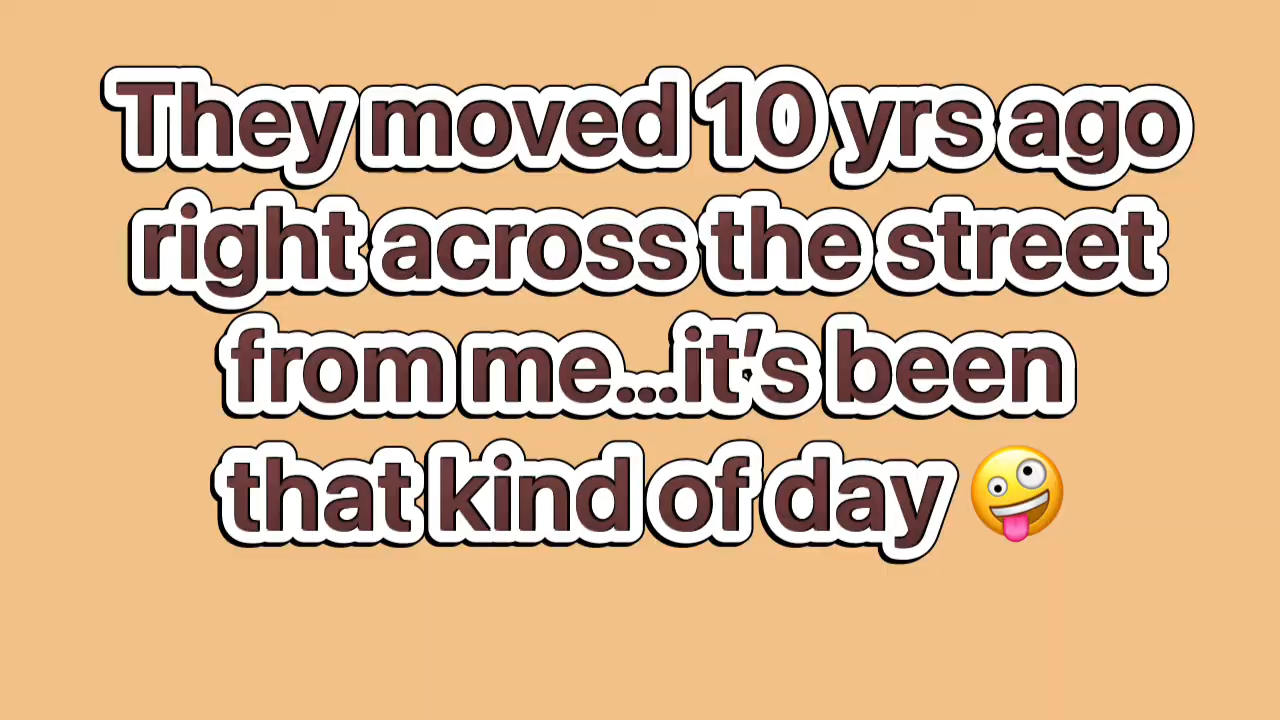 They moved 10 yrs ago
right across the street
from me...it’s been
that kind of day 🤪